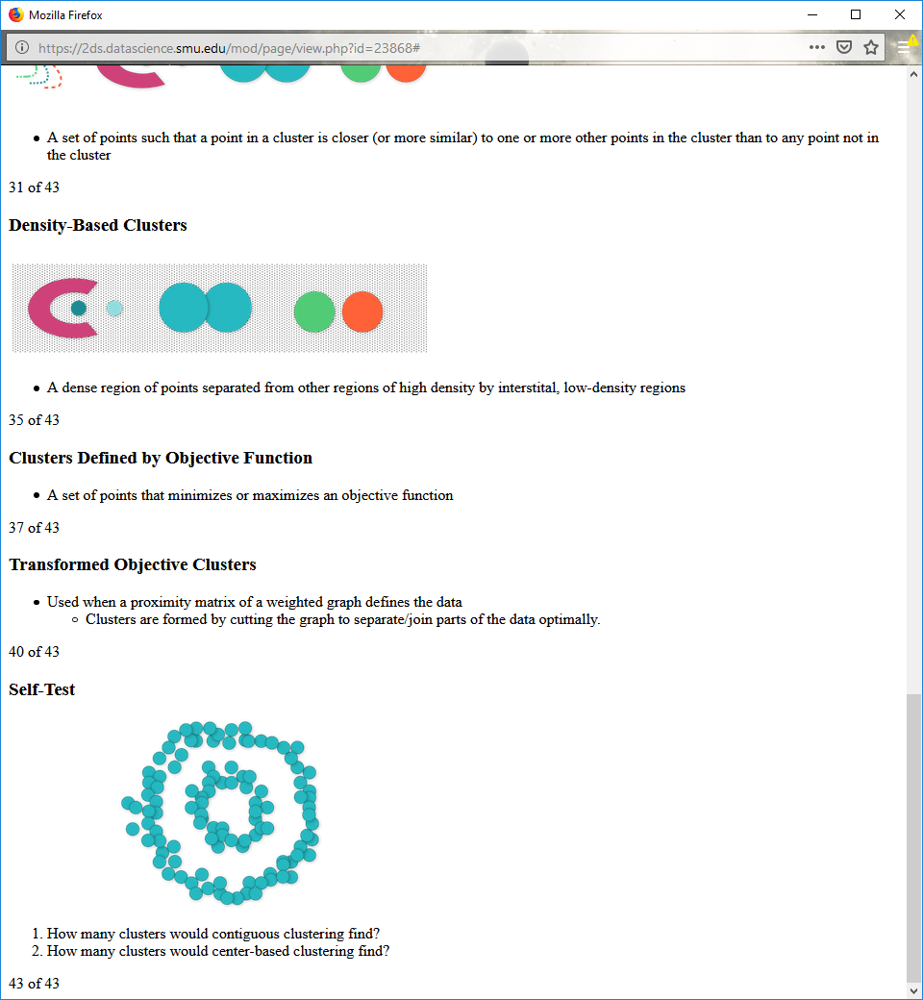 Mozilla Firefox
https://2ds.datascience.smu.edu/mod/page/view.php?id=23868#
• A set of points such that a point in a cluster is closer (or more similar) to one or more other points in the cluster than to any point not in
the cluster
31 of 43
Density-Based Clusters
• A dense region of points separated from other regions of high density by interstital, low-density regions
35 of 43
Clusters Defined by Objective Function
• A set of points that minimizes or maximizes an objective function
37 of 43
Transformed Objective Clusters
• Used when a proximity matrix of a weighted graph defines the data
◦ Clusters are formed by cutting the graph to separate/join parts of the data optimally.
40 of 43
Self-Test
1. How many clusters would contiguous clustering find?
2. How many clusters would center-based clustering find?
43 of 43